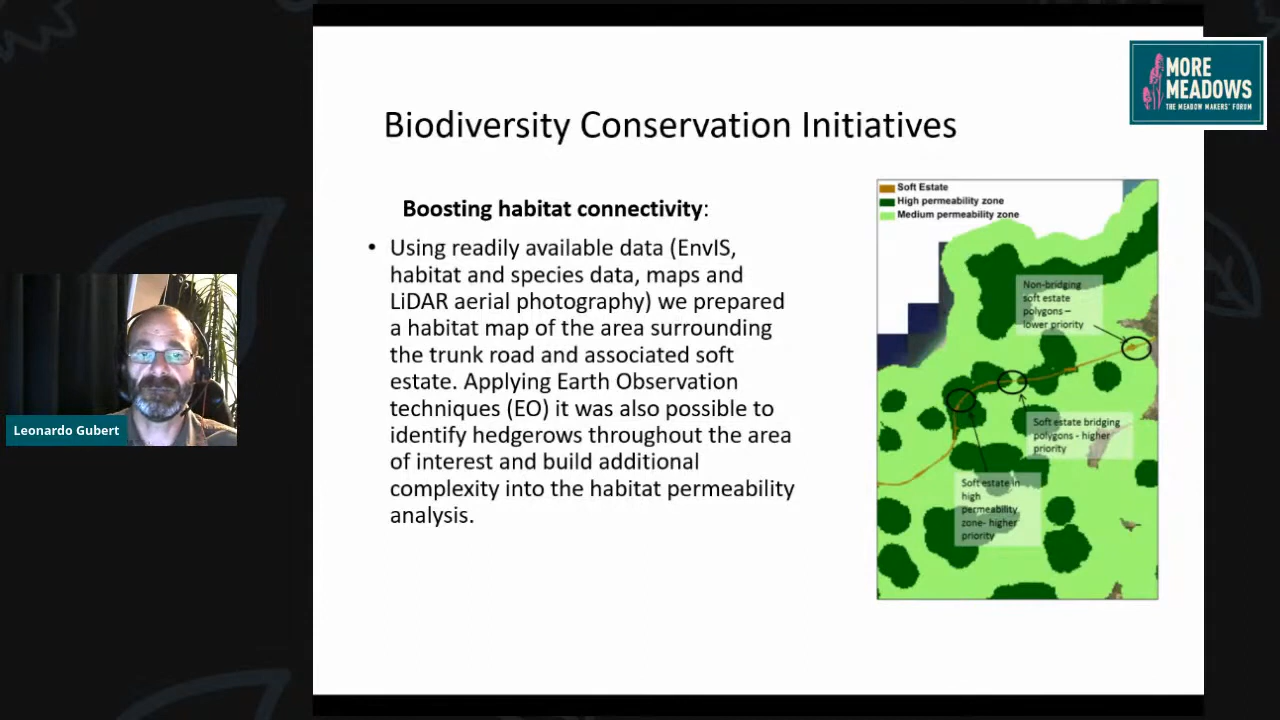 MORE
MEADOWS
THE MEADOW MAKERS' FORUM
Biodiversity Conservation Initiatives
Boosting habitat connectivity:
• Using readily available data (EnvIS,
habitat and species data, maps and
LiDAR aerial photography) we prepared
a habitat map of the area surrounding
the trunk road and associated soft
estate. Applying Earth Observation
techniques (EO) it was also possible to
identify hedgerows throughout the area
of interest and build additional
complexity into the habitat permeability
analysis.
Soft Estate
High permeability zone
Medium permeability zone
Non-bridging
soft estate
polygons –
lower priority
Soft estate bridging
polygons - higher
priority
Soft estate in
high
permeability
zone- higher
priority
Leonardo Gubert